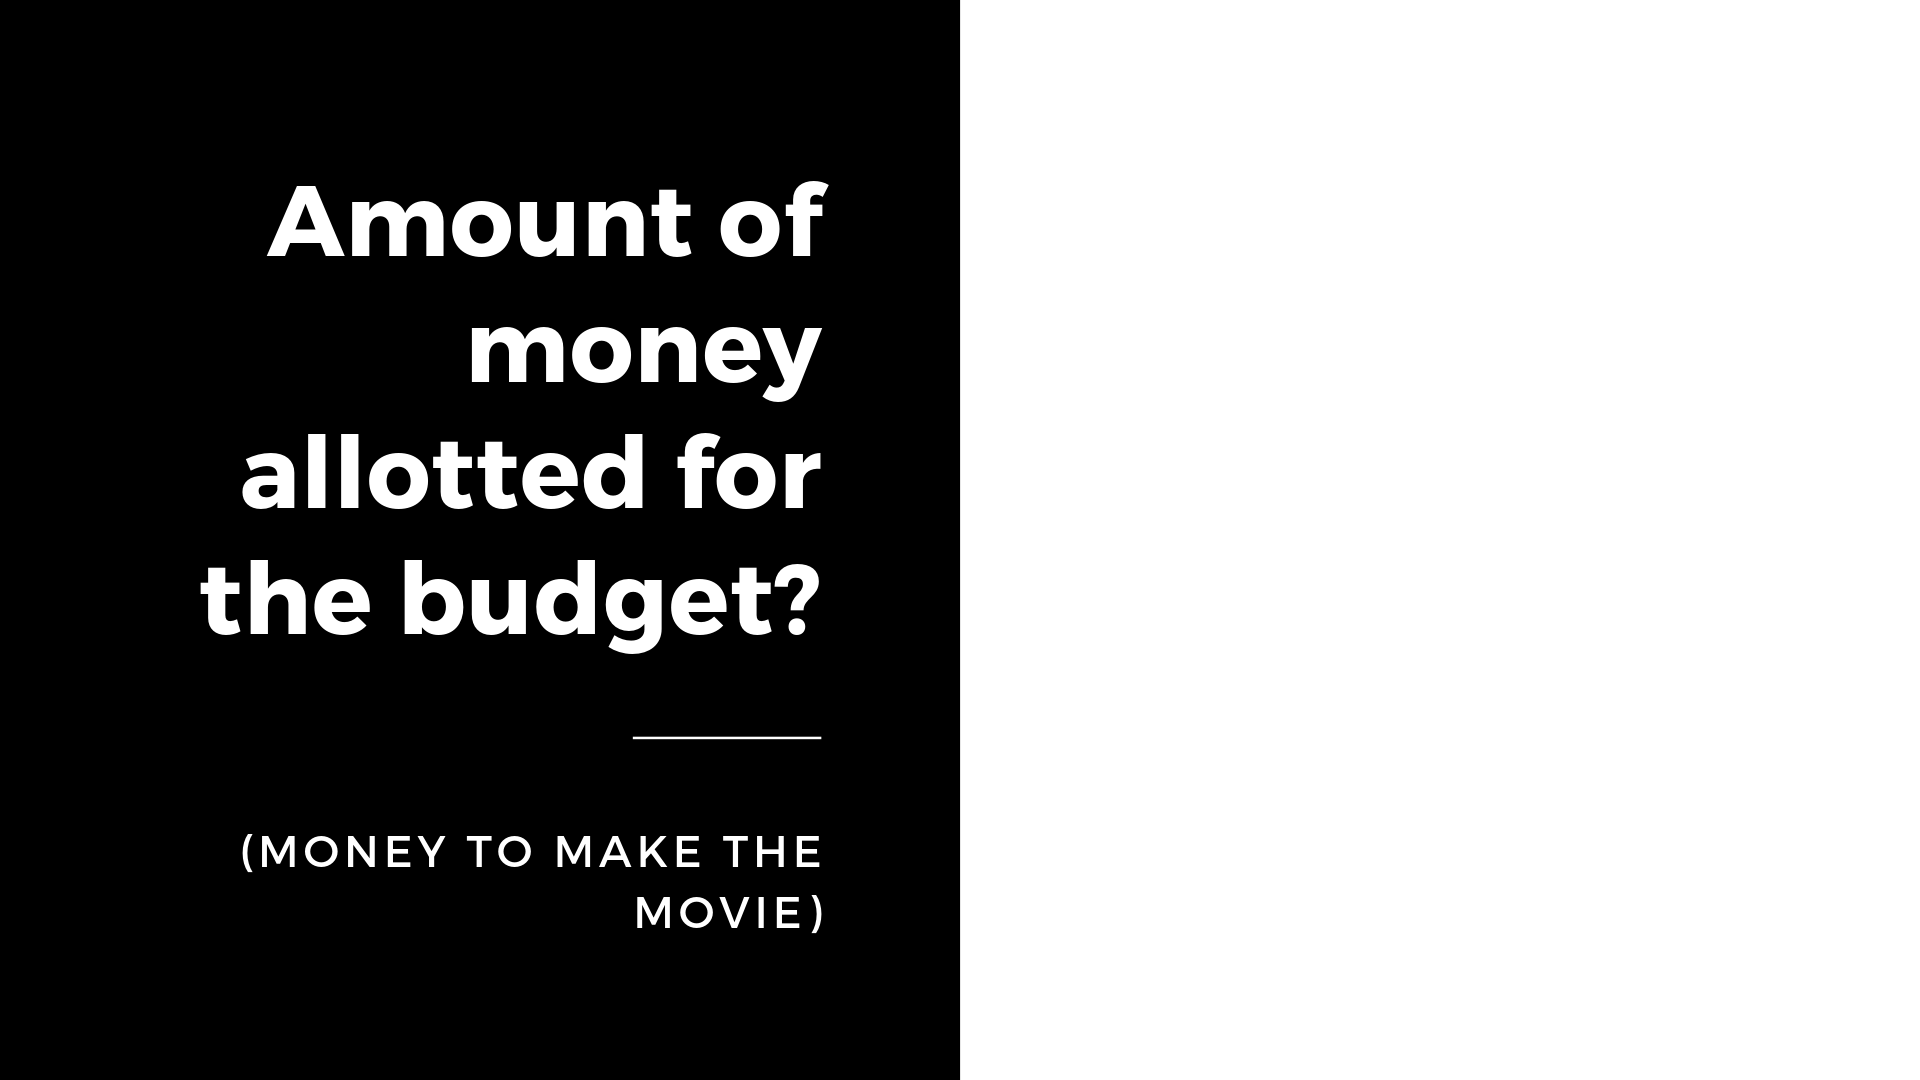 Amount of
money
allotted for
the budget?
(MONEY TO MAKE THE
MOVIE)